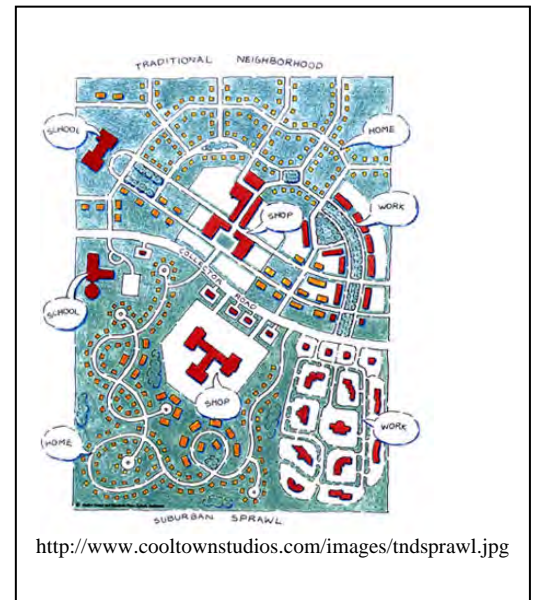 TRADITIONAL NEIGHBORHOOD
SCHOOL
HOME
WORK
SHOP
COLLECTOR ROAD
SCHOOL
SHOP
WORK
HOME
SUBURBAN SPRAWL
http://www.cooltownstudios.com/images/tndsprawl.jpg